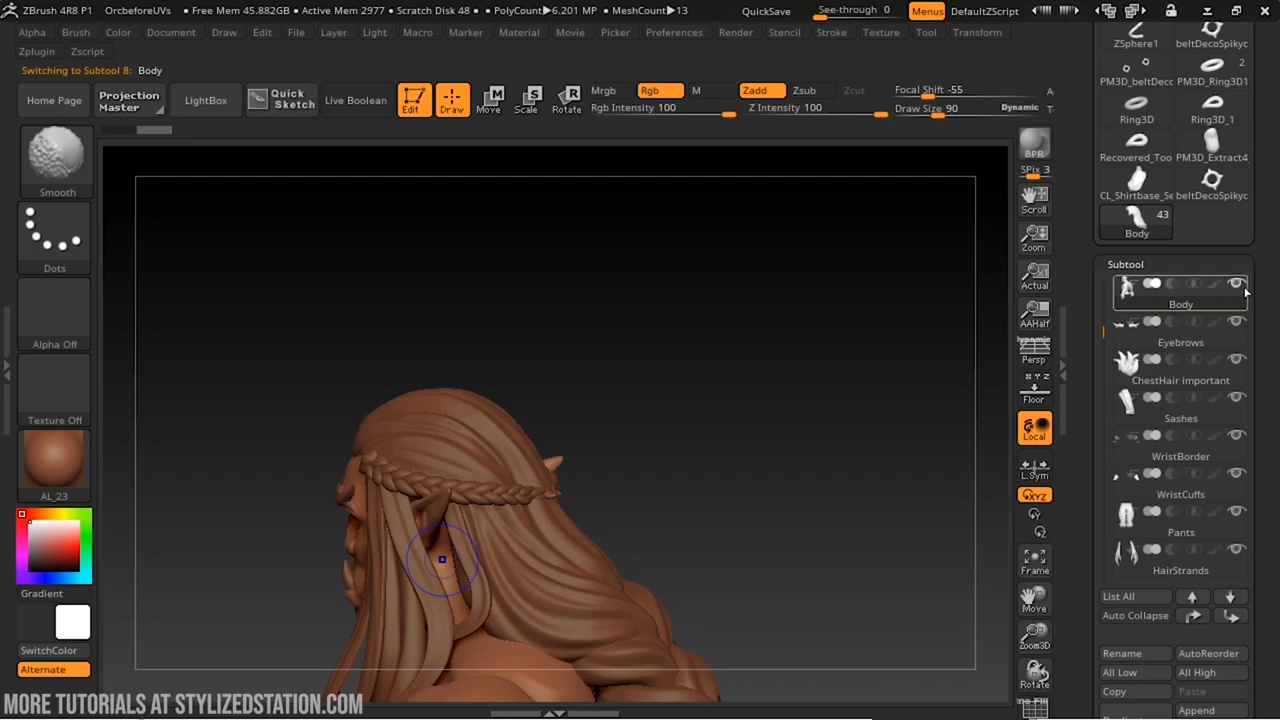 ZBrush 4R8 P1 OrcbeforeUVs • Free Mem 45.882GB • Active Mem 2977 • Scratch Disk 48 • PolyCount▶6.201 MP • MeshCount▶13 QuickSave See-through 0 Menus DefaultZScript
Alpha Brush Color Document Draw Edit File Layer Light Macro Marker Material Movie Picker Preferences Render Stencil Stroke Texture Tool Transform
Zplugin Zscript
Switching to Subtool 8: Body
Home Page
Projection
Master
LightBox
Quick
Sketch
Live Boolean
Edit
Draw
Move
Scale
Rotate
Mrgb Rgb M Zadd Zsub Zcut Focal Shift -55
Rgb Intensity 100 Z Intensity 100 Draw Size 90 Dynamic
Smooth
Dots
Alpha Off
Texture Off
AL_23
Gradient
SwitchColor
Alternate
BPR
SPix 3
Scroll
Zoom
Actual
AAHalf
Dynamic
Persp
X Y Z
Floor
Local
L.Sym
XYZ
Y
Z
Frame
Move
Zoom3D
Rotate
ZSphere1 beltDecoSpikyc
2
PM3D_beltDecc PM3D_Ring3D1
Ring3D Ring3D_1
Recovered_Too PM3D_Extract4_
CL_Shirtbase_Se beltDecoSpikyc
43
Body
Subtool
Body
Eyebrows
ChestHair important
Sashes
WristBorder
WristCuffs
Pants
HairStrands
List All
Auto Collapse
Rename AutoReorder
All Low All High
Copy Paste
Append
MORE TUTORIALS AT STYLIZEDSTATION.COM